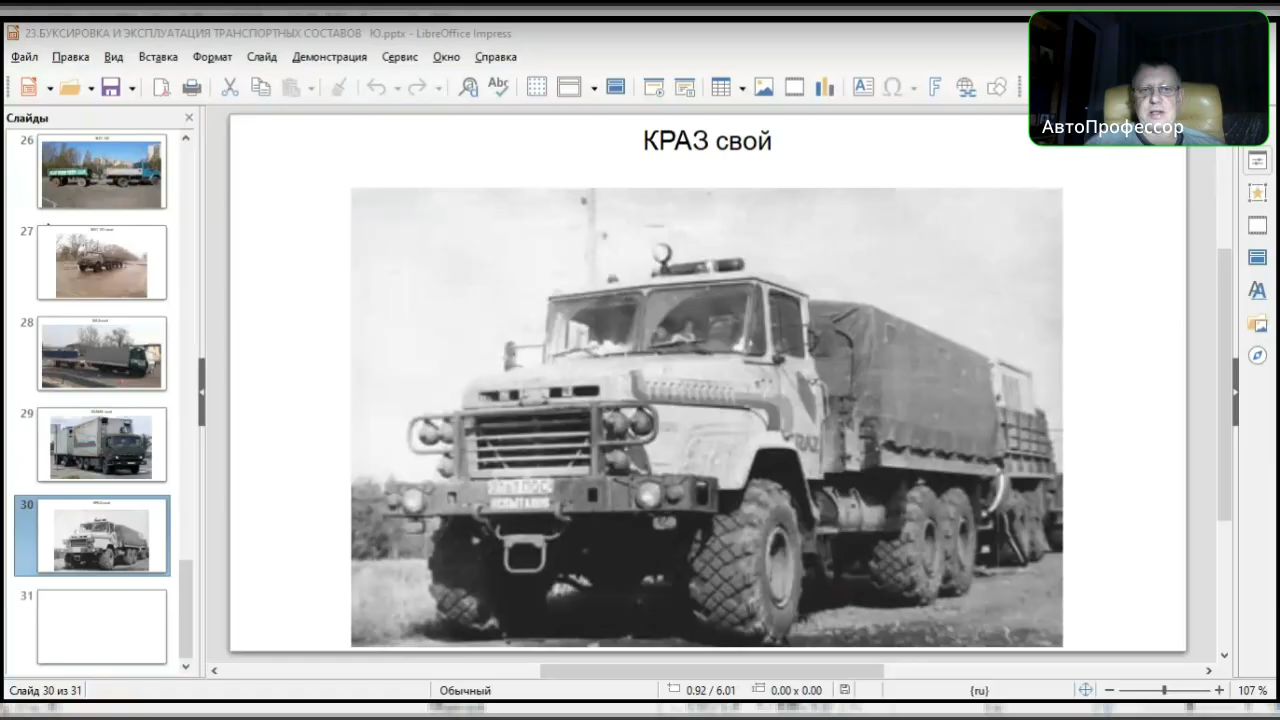 23.БУКСИРОВКА И ЭКСПЛУАТАЦИЯ ТРАНСПОРТНЫХ СОСТАВОВ Ю.pptx - LibreOffice Impress
Файл Правка Вид Вставка Формат Слайд Демонстрация Сервис Окно Справка
АвтоПрофессор
Слайды
КРАЗ свой
26
27
28
29
30
31
Слайд 30 из 31
Обычный
0.92 / 6.01
0.00 x 0.00
{ru}
107 %